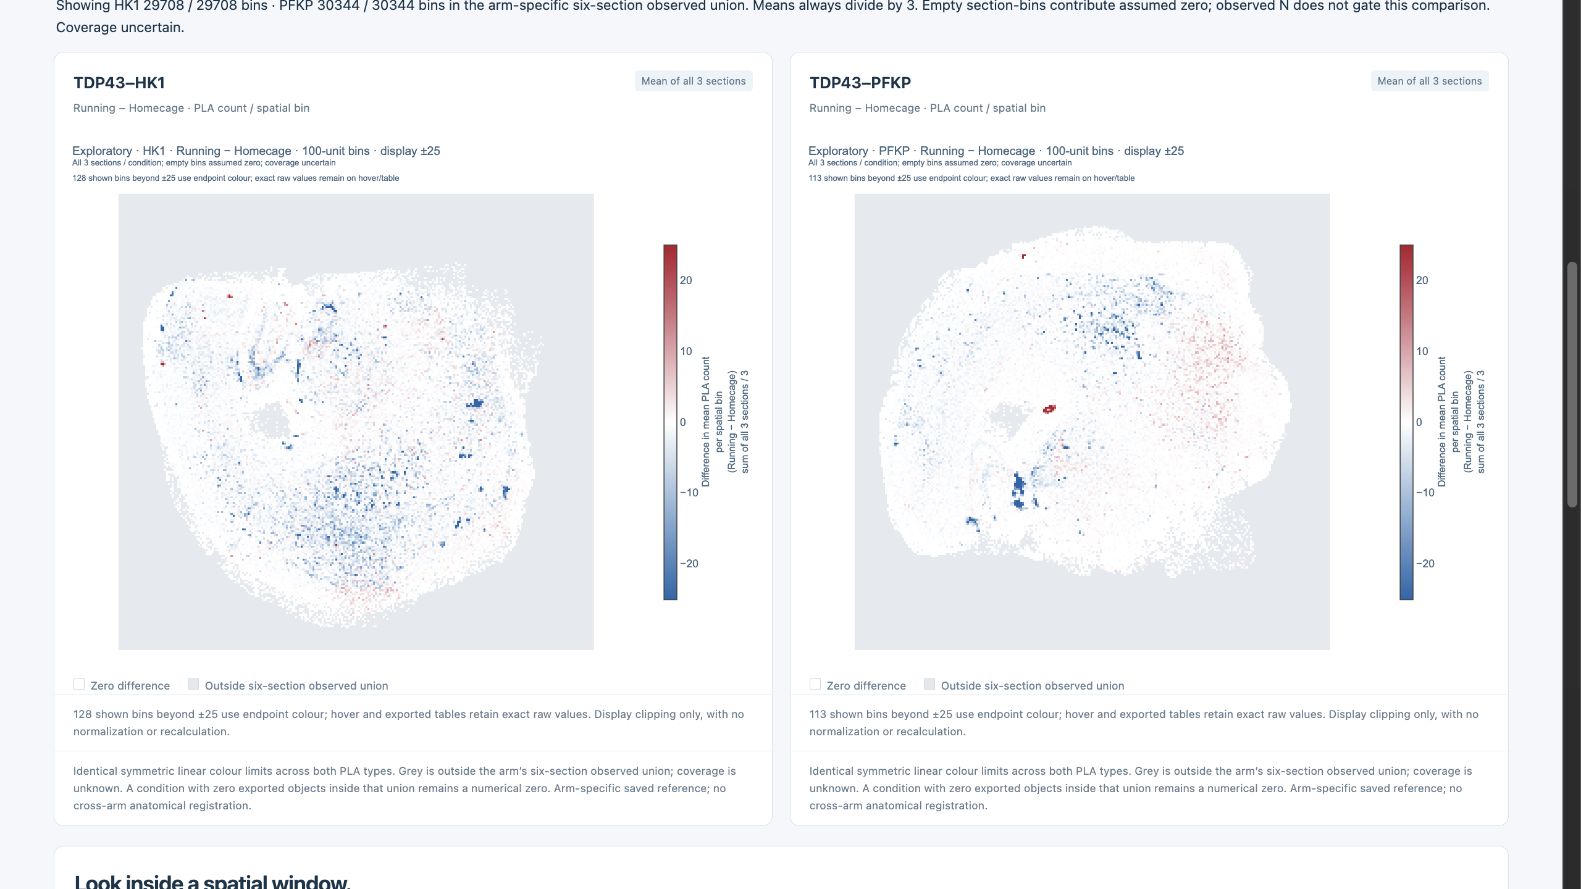 Showing HK1 29708 / 29708 bins · PFKP 30344 / 30344 bins in the arm-specific six-section observed union. Means always divide by 3. Empty section-bins contribute assumed zero; observed N does not gate this comparison.
Coverage uncertain.
TDP43–HK1
Mean of all 3 sections
Running − Homecage · PLA count / spatial bin
Exploratory · HK1 · Running − Homecage · 100-unit bins · display ±25
All 3 sections / condition; empty bins assumed zero; coverage uncertain
128 shown bins beyond ±25 use endpoint colour; exact raw values remain on hover/table
20
10
0
−10
−20
Difference in mean PLA count
per spatial bin
(Running − Homecage)
sum of all 3 sections / 3
Zero difference
Outside six-section observed union
128 shown bins beyond ±25 use endpoint colour; hover and exported tables retain exact raw values. Display clipping only, with no
normalization or recalculation.
Identical symmetric linear colour limits across both PLA types. Grey is outside the arm's six-section observed union; coverage is
unknown. A condition with zero exported objects inside that union remains a numerical zero. Arm-specific saved reference; no
cross-arm anatomical registration.
TDP43–PFKP
Mean of all 3 sections
Running − Homecage · PLA count / spatial bin
Exploratory · PFKP · Running − Homecage · 100-unit bins · display ±25
All 3 sections / condition; empty bins assumed zero; coverage uncertain
113 shown bins beyond ±25 use endpoint colour; exact raw values remain on hover/table
20
10
0
−10
−20
Difference in mean PLA count
per spatial bin
(Running − Homecage)
sum of all 3 sections / 3
Zero difference
Outside six-section observed union
113 shown bins beyond ±25 use endpoint colour; hover and exported tables retain exact raw values. Display clipping only, with no
normalization or recalculation.
Identical symmetric linear colour limits across both PLA types. Grey is outside the arm's six-section observed union; coverage is
unknown. A condition with zero exported objects inside that union remains a numerical zero. Arm-specific saved reference; no
cross-arm anatomical registration.
Look inside a spatial window.